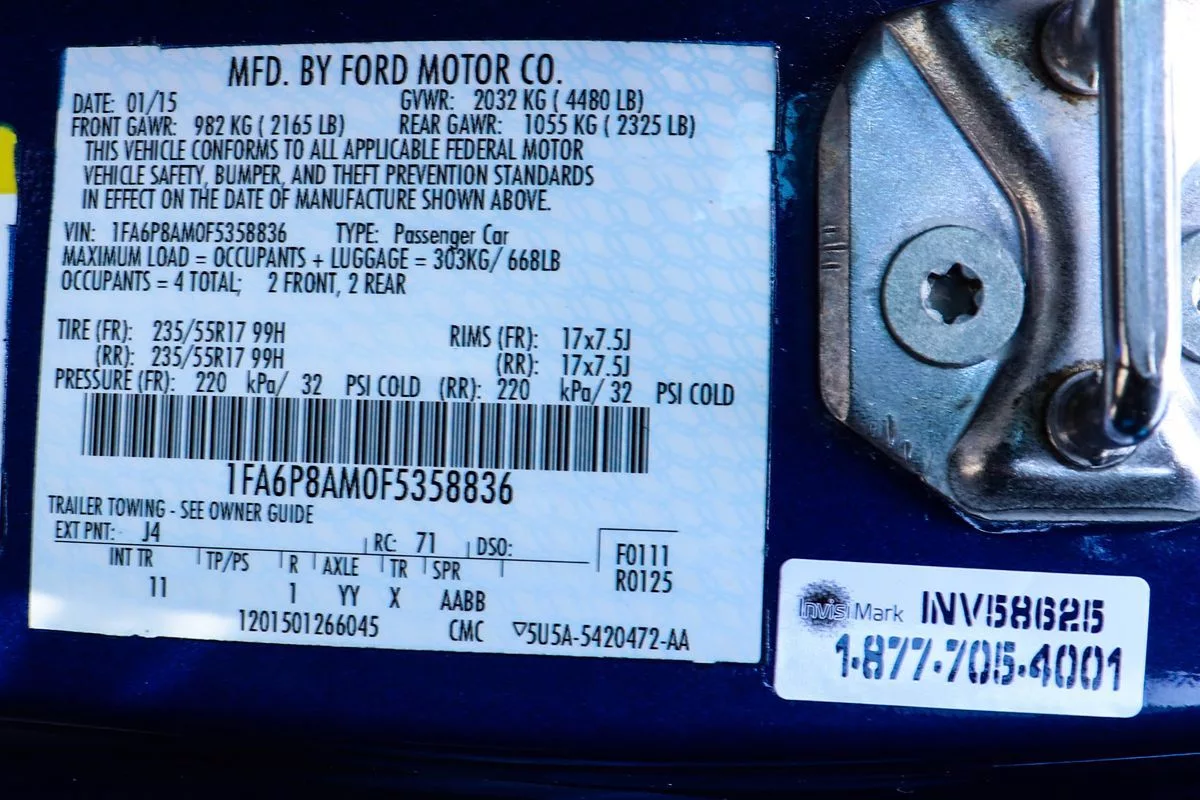 MFD. BY FORD MOTOR CO.
DATE: 01/15 GVWR: 2032 KG ( 4480 LB)
FRONT GAWR: 982 KG ( 2165 LB) REAR GAWR: 1055 KG ( 2325 LB)
THIS VEHICLE CONFORMS TO ALL APPLICABLE FEDERAL MOTOR
VEHICLE SAFETY, BUMPER, AND THEFT PREVENTION STANDARDS
IN EFFECT ON THE DATE OF MANUFACTURE SHOWN ABOVE.
VIN: 1FA6P8AM0F5358836 TYPE: Passenger Car
MAXIMUM LOAD = OCCUPANTS + LUGGAGE = 303KG/ 668LB
OCCUPANTS = 4 TOTAL; 2 FRONT, 2 REAR
TIRE (FR): 235/55R17 99H RIMS (FR): 17x7.5J
(RR): 235/55R17 99H (RR): 17x7.5J
PRESSURE (FR): 220 kPa/ 32 PSI COLD (RR): 220 kPa/ 32 PSI COLD
1FA6P8AM0F5358836
TRAILER TOWING - SEE OWNER GUIDE
EXT PNT: J4 RC: 71 DSO: F0111
INT TR TP/PS R AXLE TR SPR R0125
11 1 YY X AABB
1201501266045 CMC ▽5U5A-5420472-AA
InvisiMark INV58625
1-877-705-4001